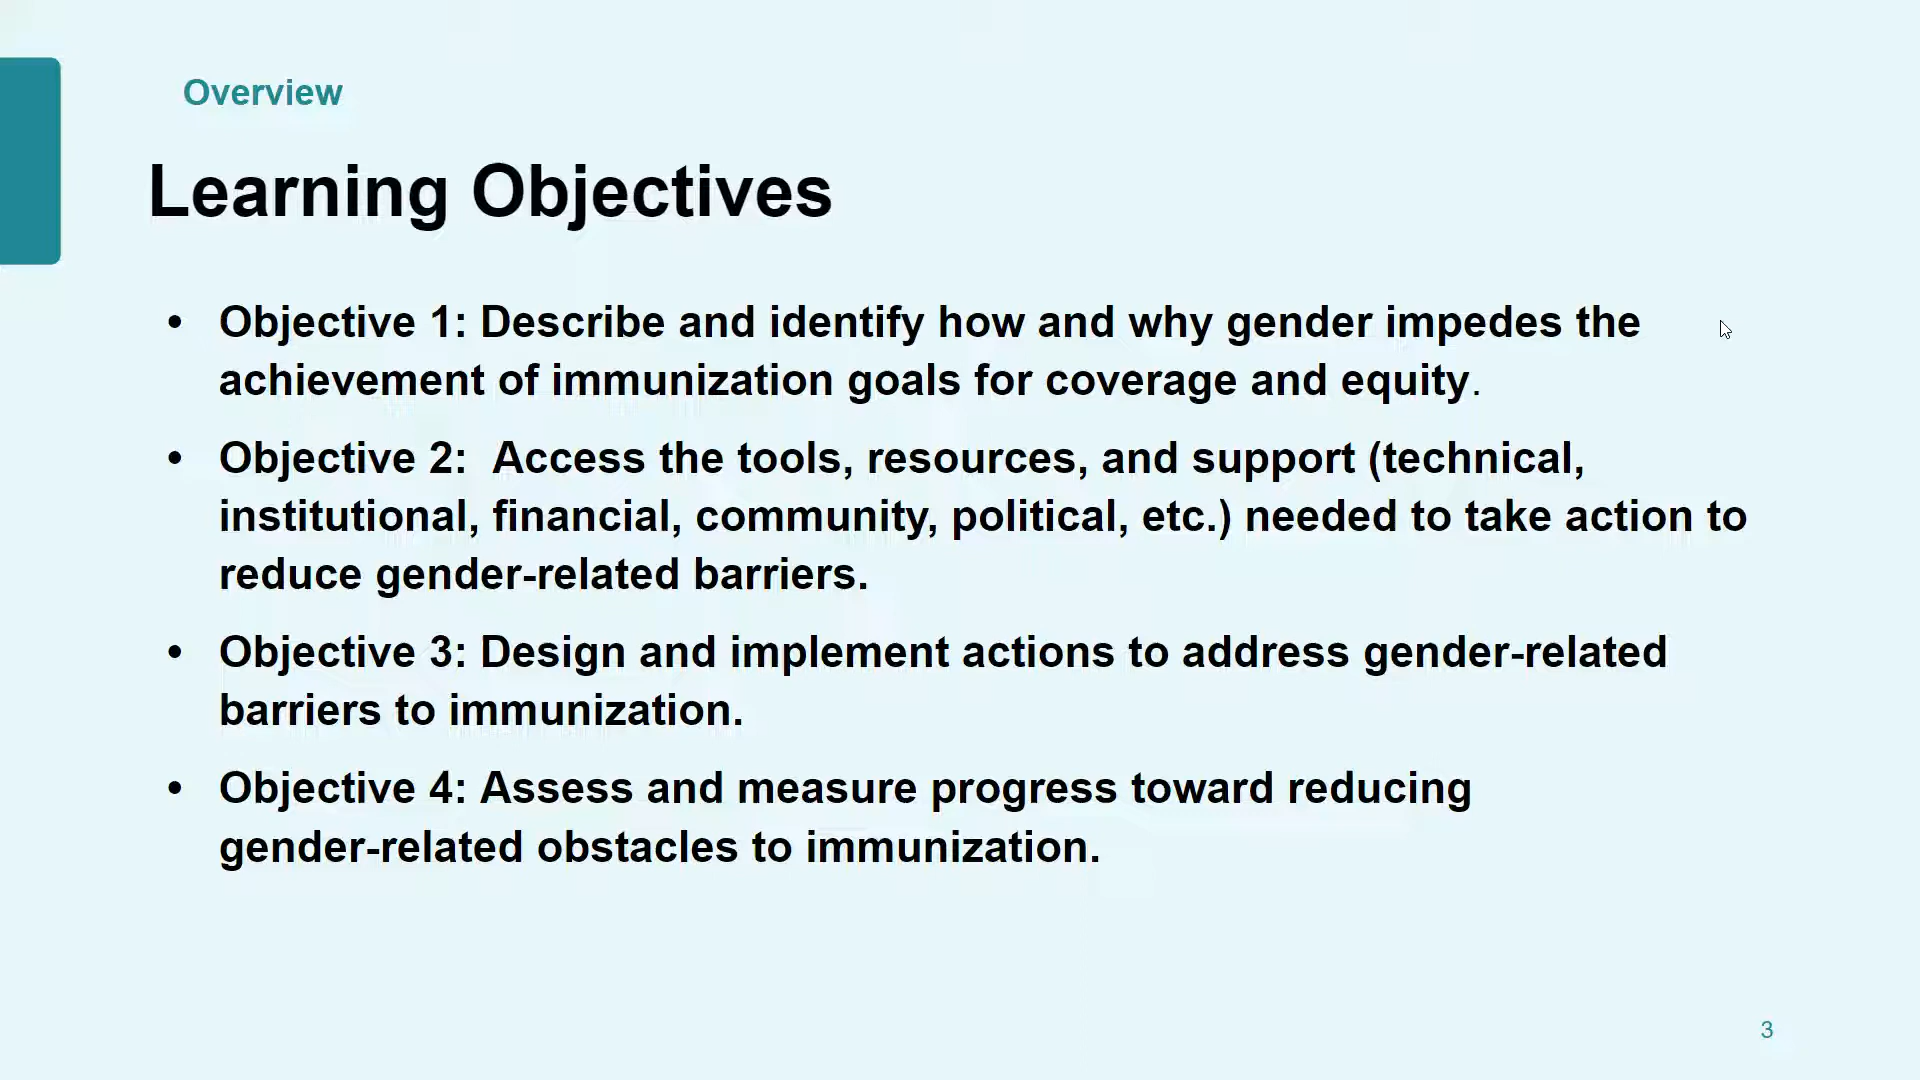 Overview
Learning Objectives
• Objective 1: Describe and identify how and why gender impedes the
achievement of immunization goals for coverage and equity.
• Objective 2:  Access the tools, resources, and support (technical,
institutional, financial, community, political, etc.) needed to take action to
reduce gender-related barriers.
• Objective 3: Design and implement actions to address gender-related
barriers to immunization.
• Objective 4: Assess and measure progress toward reducing
gender-related obstacles to immunization.
3